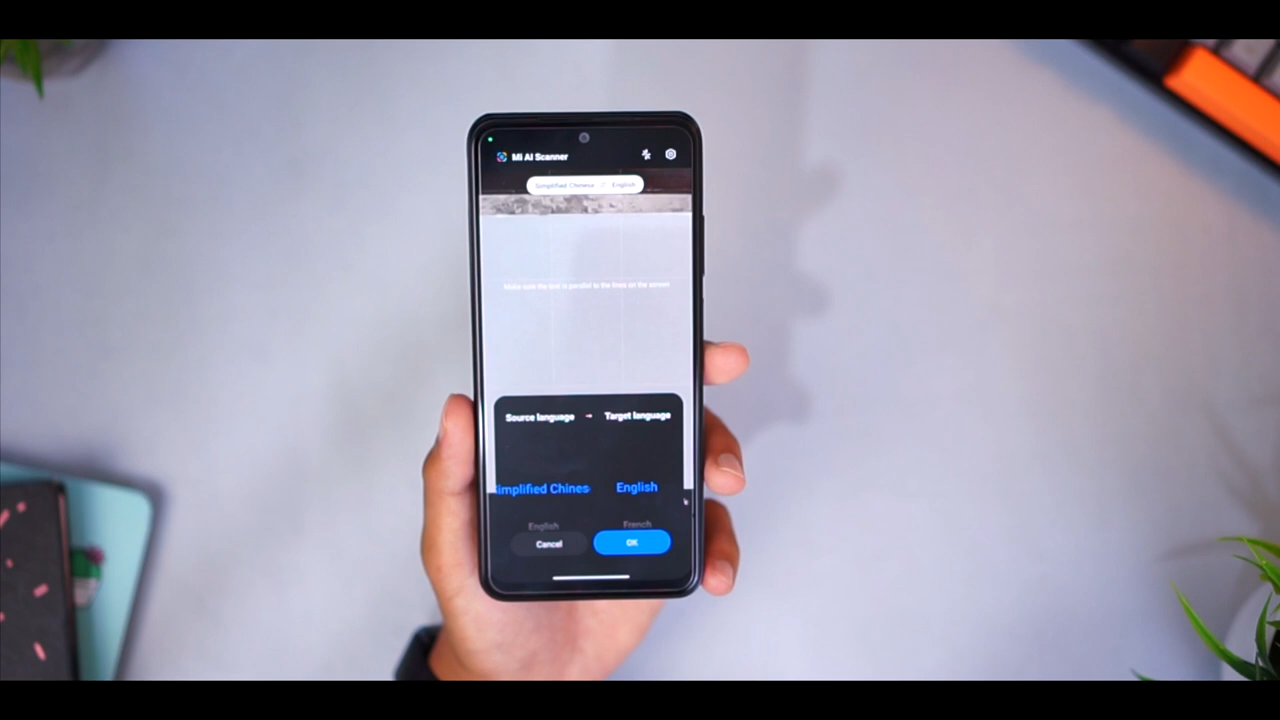 Mi AI Scanner
Simplified Chinese English
Make sure the text is parallel to the lines on the screen
Source language → Target language
implified Chines English
English French
Cancel OK